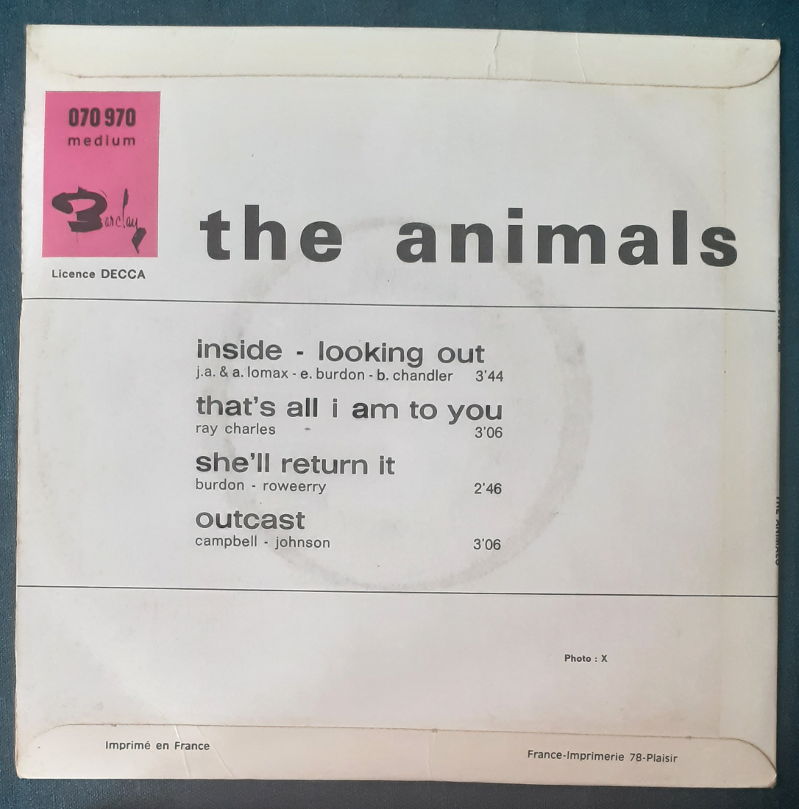 070 970
medium
Barclay
the animals
Licence DECCA
inside - looking out
j.a. & a. lomax - e. burdon - b. chandler 3'44
that's all i am to you
ray charles 3'06
she'll return it
burdon - roweerry 2'46
outcast
campbell - johnson 3'06
THE ANIMALS
Photo : X
Imprimé en France
France-Imprimerie 78-Plaisir